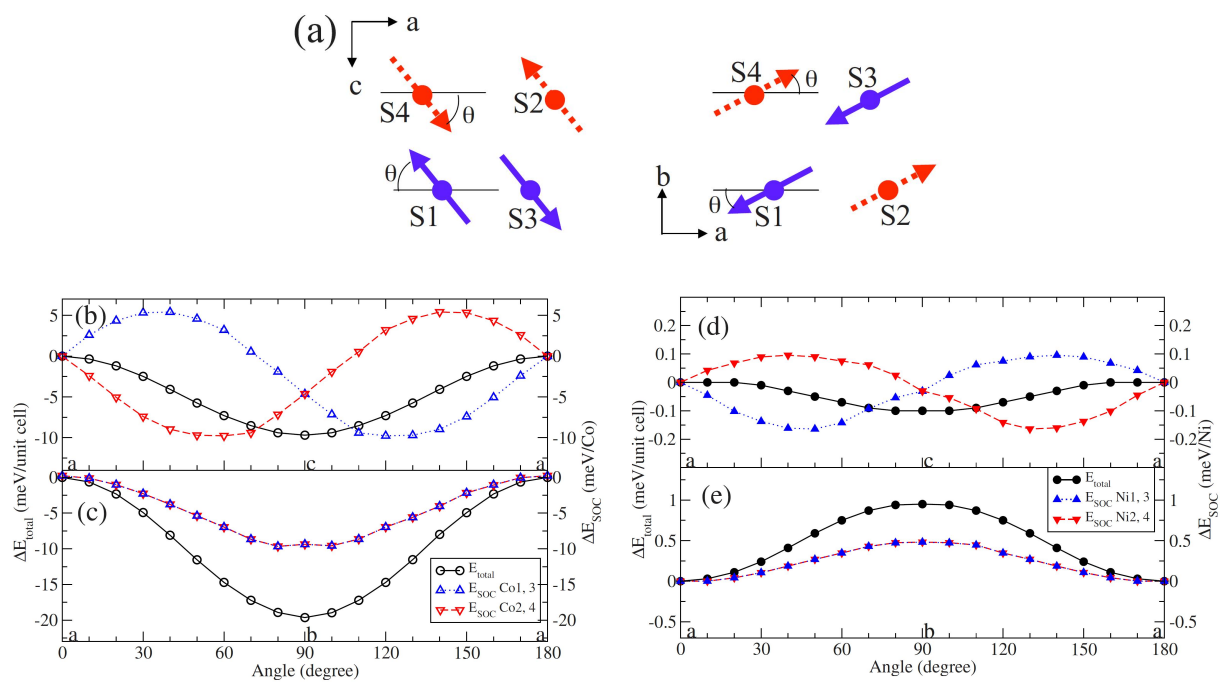 (a)
a
c
S4
θ
S2
θ
S1
S3
S4
θ
S3
b
a
θ
S1
S2
(b)
5
0
-5
-10
5
0
-5
-10
a
c
a
(c)
0
-5
-10
-15
-20
0
-5
-10
-15
-20
E_total
E_SOC Co1, 3
E_SOC Co2, 4
a
b
a
0
30
60
90
120
150
180
Angle (degree)
ΔE_total (meV/unit cell)
ΔE_SOC (meV/Co)
(d)
0.2
0.1
0
-0.1
-0.2
0.2
0.1
0
-0.1
-0.2
a
c
a
(e)
1
0.5
0
-0.5
1
0.5
0
-0.5
E_total
E_SOC Ni1, 3
E_SOC Ni2, 4
a
b
a
0
30
60
90
120
150
180
Angle (degree)
ΔE_total (meV/unit cell)
ΔE_SOC (meV/Ni)